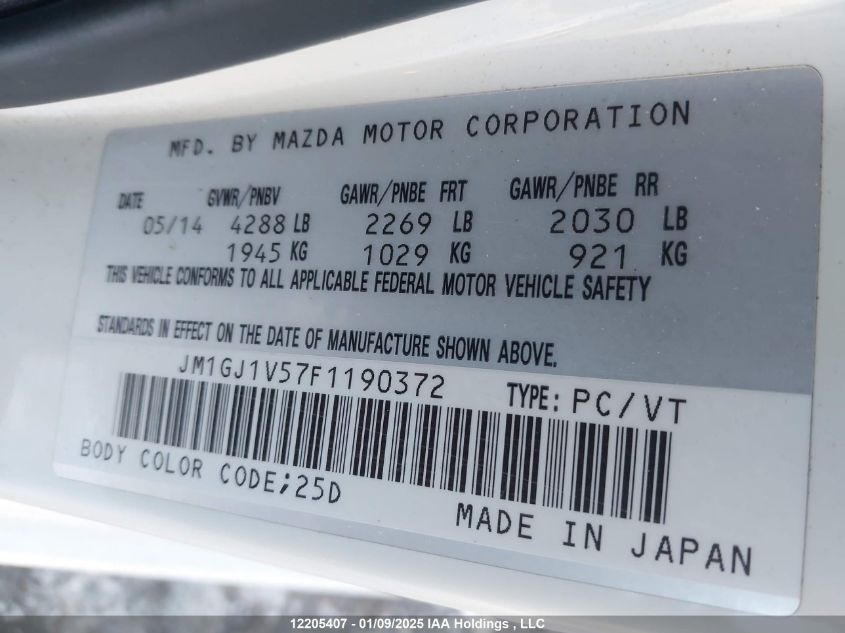 MFD. BY MAZDA MOTOR CORPORATION
DATE GVWR/PNBV GAWR/PNBE FRT GAWR/PNBE RR
05/14 4288 LB 2269 LB 2030 LB
1945 KG 1029 KG 921 KG
THIS VEHICLE CONFORMS TO ALL APPLICABLE FEDERAL MOTOR VEHICLE SAFETY
STANDARDS IN EFFECT ON THE DATE OF MANUFACTURE SHOWN ABOVE.
JM1GJ1V57F1190372 TYPE: PC/VT
BODY COLOR CODE;25D
MADE IN JAPAN
12205407 - 01/09/2025 IAA Holdings , LLC